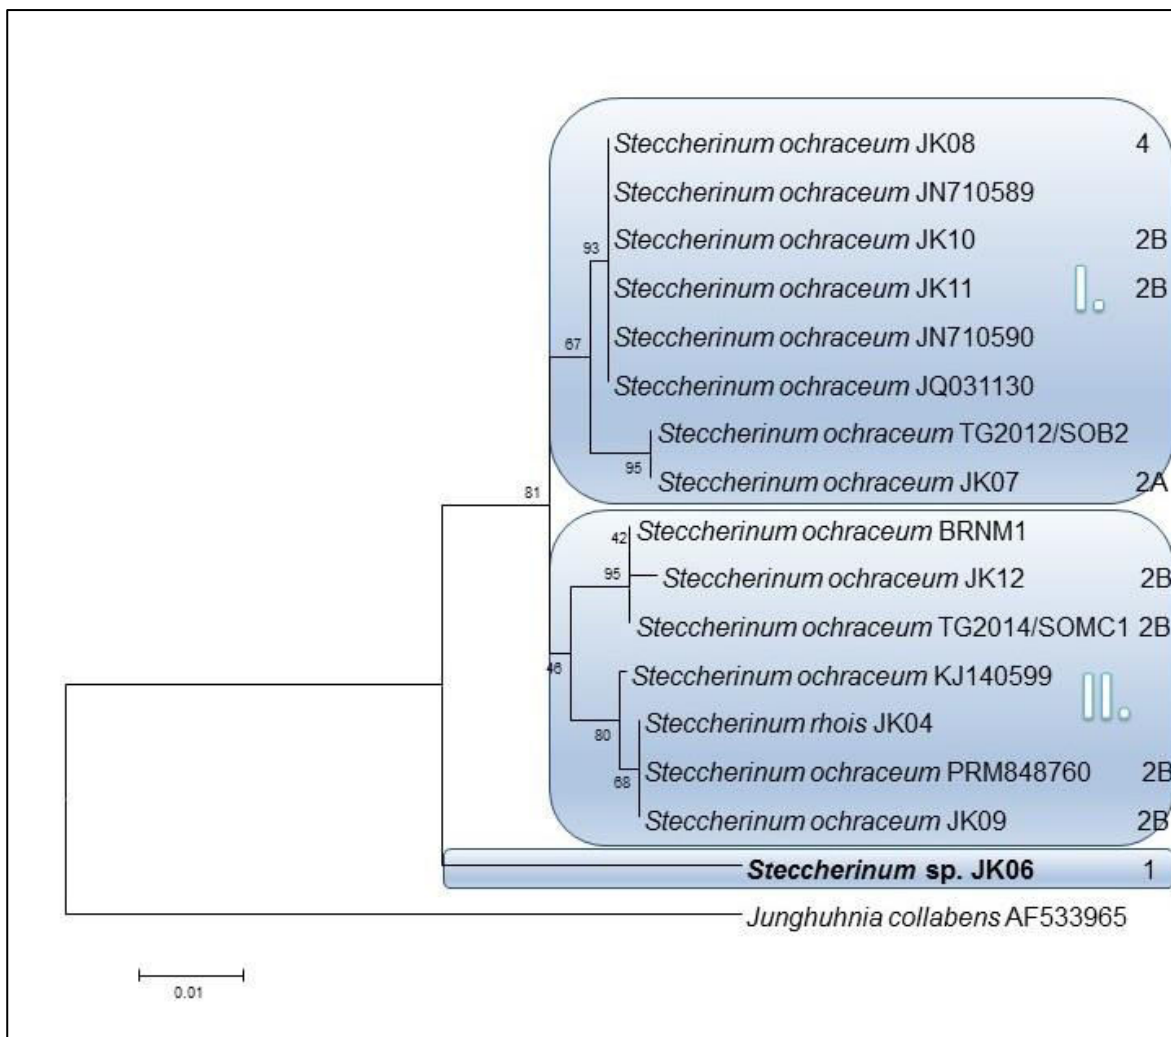 Steccherinum ochraceum JK08 4
Steccherinum ochraceum JN710589
93
Steccherinum ochraceum JK10 2B
Steccherinum ochraceum JK11 2B
I.
67
Steccherinum ochraceum JN710590
Steccherinum ochraceum JQ031130
Steccherinum ochraceum TG2012/SOB2
95
Steccherinum ochraceum JK07 2A
81
42
Steccherinum ochraceum BRNM1
95
Steccherinum ochraceum JK12 2B
Steccherinum ochraceum TG2014/SOMC1 2B
46
Steccherinum ochraceum KJ140599
II.
Steccherinum rhois JK04
80
68
Steccherinum ochraceum PRM848760 2B
Steccherinum ochraceum JK09 2B
Steccherinum sp. JK06 1
Junghuhnia collabens AF533965
0.01